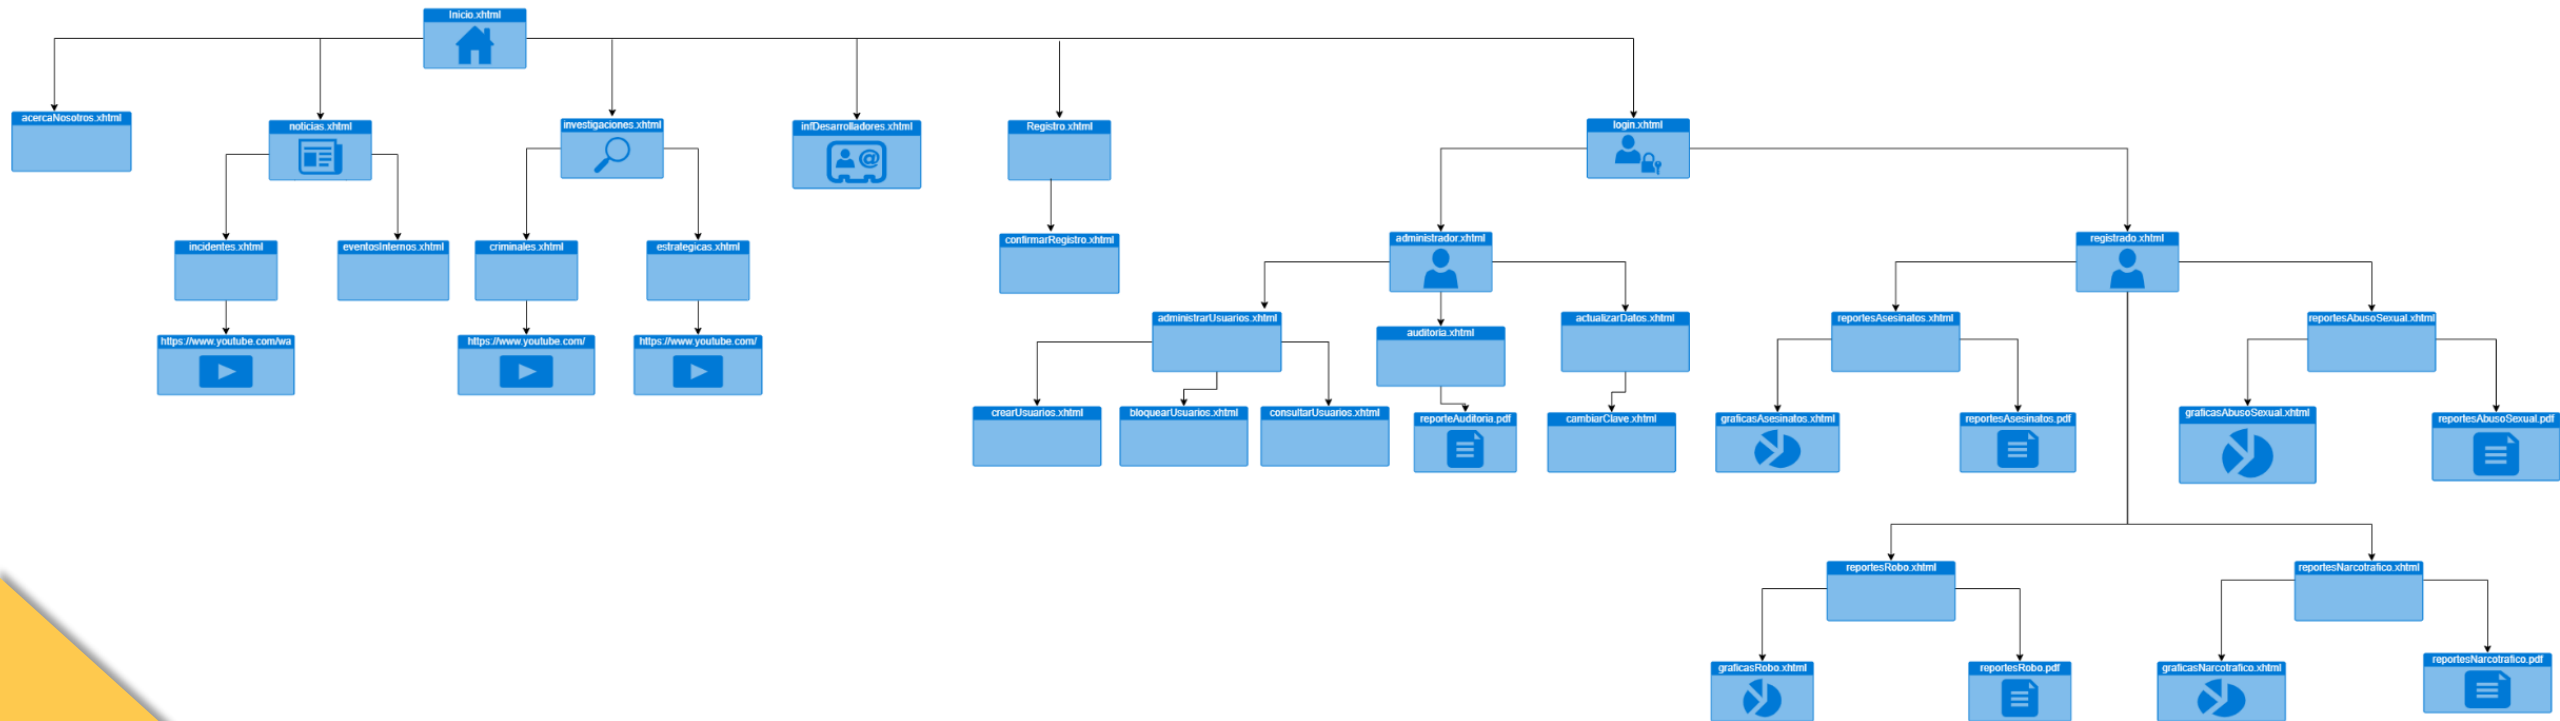 Inicio.xhtml
acercaNosotros.xhtml
noticias.xhtml
investigaciones.xhtml
infDesarrolladores.xhtml
Registro.xhtml
login.xhtml
incidentes.xhtml
eventosInternos.xhtml
criminales.xhtml
estrategicas.xhtml
confirmarRegistro.xhtml
administrador.xhtml
registrado.xhtml
https://www.youtube.com/wa
https://www.youtube.com/
https://www.youtube.com/
administrarUsuarios.xhtml
auditoria.xhtml
actualizarDatos.xhtml
reportesAsesinatos.xhtml
reportesAbusoSexual.xhtml
crearUsuarios.xhtml
bloquearUsuarios.xhtml
consultarUsuarios.xhtml
reporteAuditoria.pdf
cambiarClave.xhtml
graficasAsesinatos.xhtml
reportesAsesinatos.pdf
graficasAbusoSexual.xhtml
reportesAbusoSexual.pdf
reportesRobo.xhtml
reportesNarcotrafico.xhtml
graficasRobo.xhtml
reportesRobo.pdf
graficasNarcotrafico.xhtml
reportesNarcotrafico.pdf